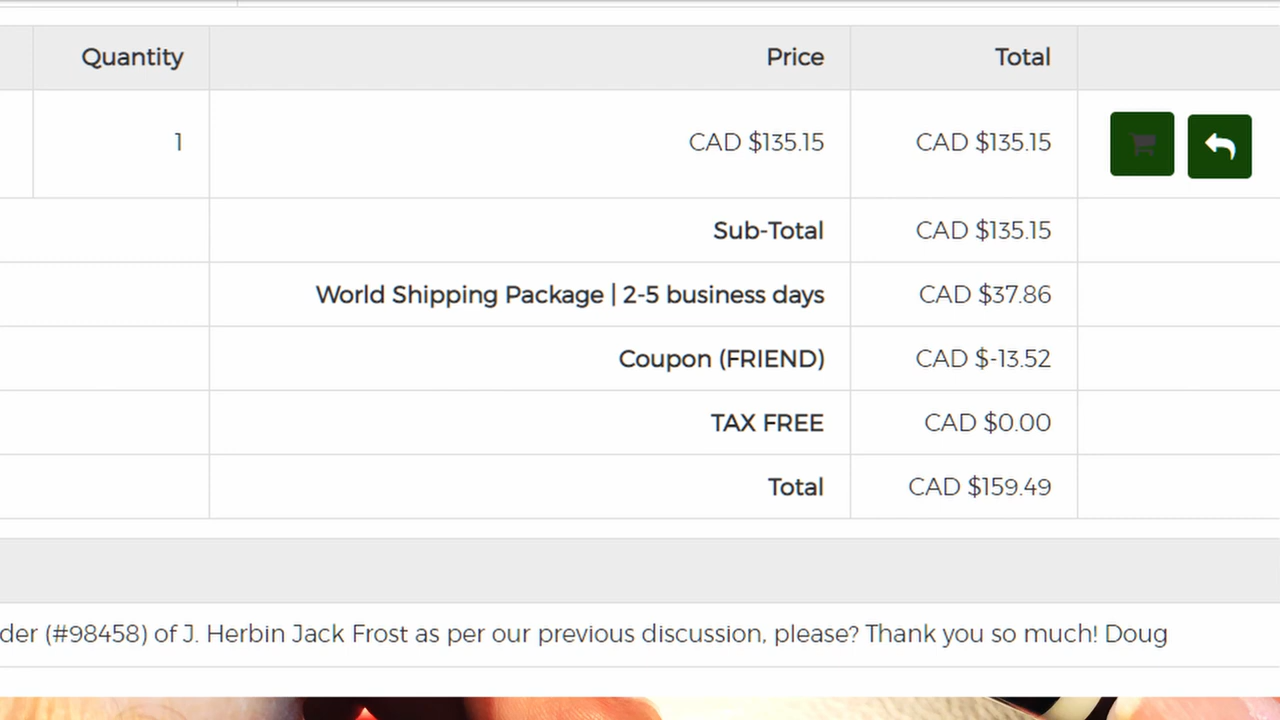 Quantity Price Total
1 CAD $135.15 CAD $135.15
Sub-Total CAD $135.15
World Shipping Package | 2-5 business days CAD $37.86
Coupon (FRIEND) CAD $-13.52
TAX FREE CAD $0.00
Total CAD $159.49
der (#98458) of J. Herbin Jack Frost as per our previous discussion, please? Thank you so much! Doug